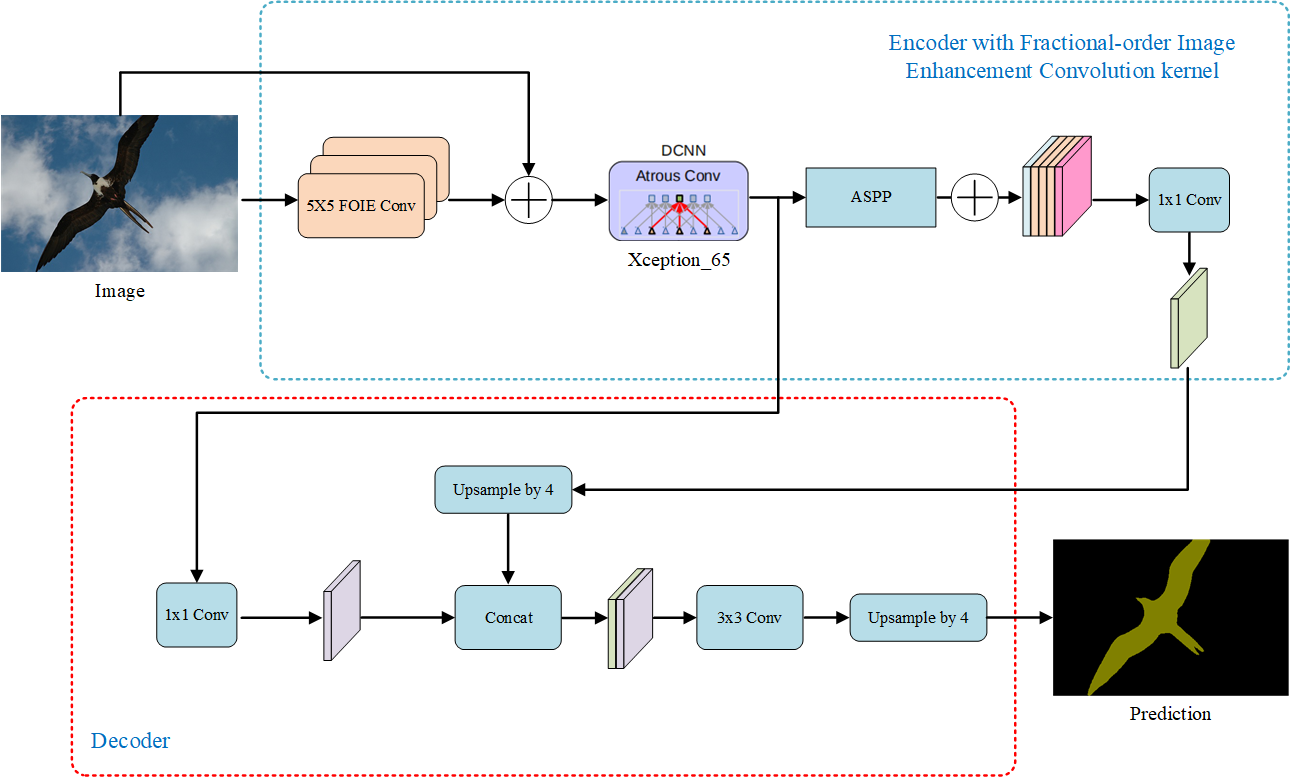 Encoder with Fractional-order Image
Enhancement Convolution kernel
DCNN
Atrous Conv
5X5 FOIE Conv
ASPP
1x1 Conv
Xception_65
Image
Upsample by 4
1x1 Conv
Concat
3x3 Conv
Upsample by 4
Prediction
Decoder